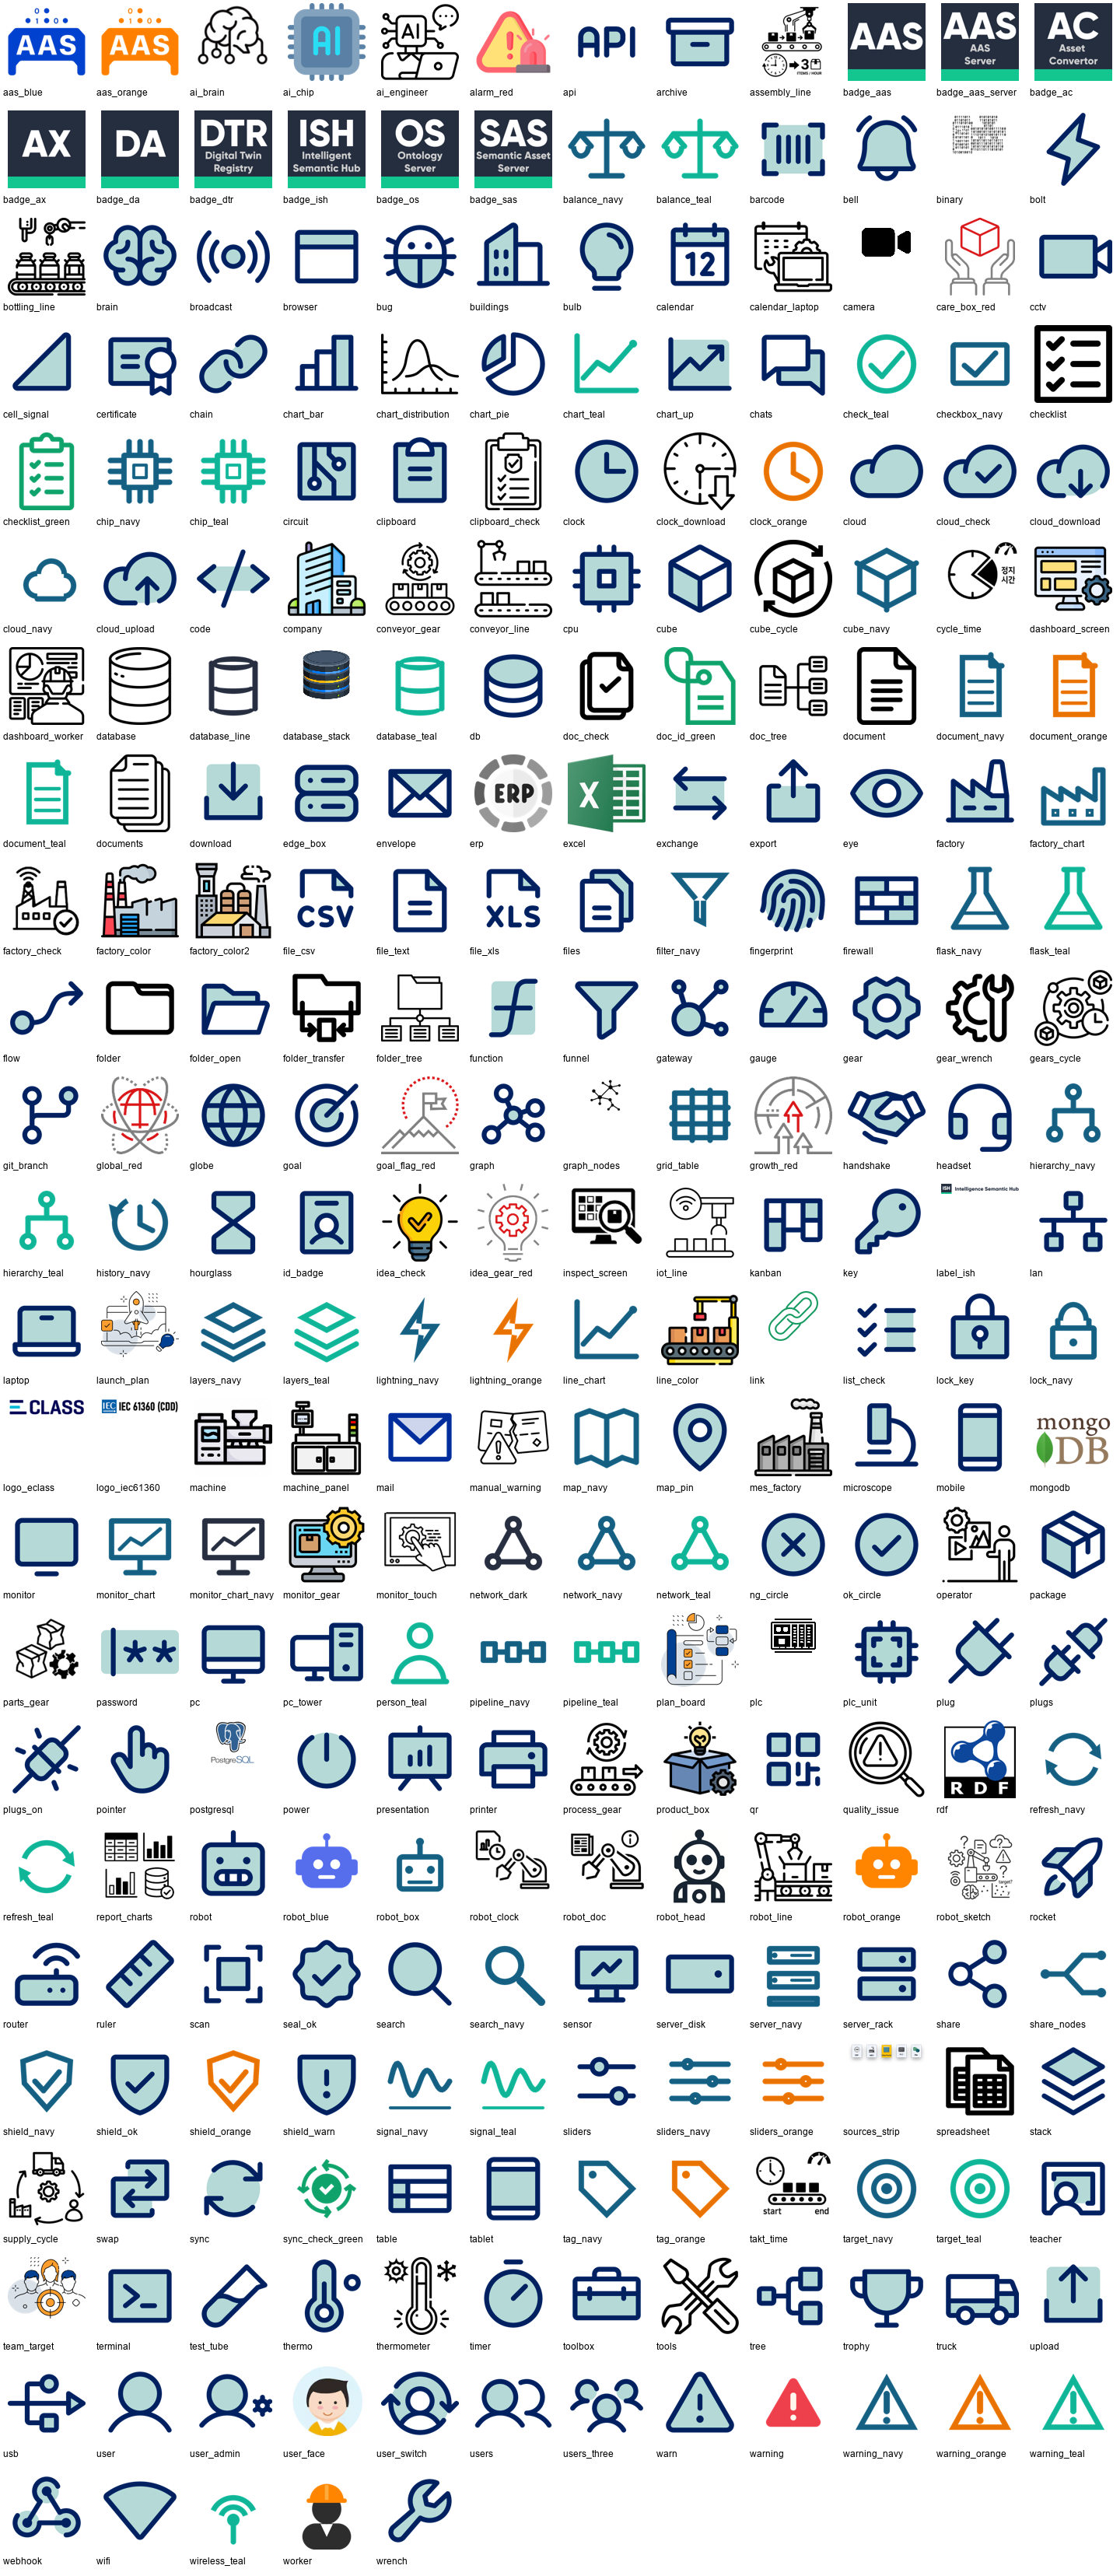 AAS AAS AI AI API 3 ITEMS / HOUR AAS AAS AAS Server AC Asset Convertor
aas_blue aas_orange ai_brain ai_chip ai_engineer alarm_red api archive assembly_line badge_aas badge_aas_server badge_ac
AX DA DTR Digital Twin Registry ISH Intelligent Semantic Hub OS Ontology Server SAS Semantic Asset Server
badge_ax badge_da badge_dtr badge_ish badge_os badge_sas balance_navy balance_teal barcode bell binary bolt
12
bottling_line brain broadcast browser bug buildings bulb calendar calendar_laptop camera care_box_red cctv
cell_signal certificate chain chart_bar chart_distribution chart_pie chart_teal chart_up chats check_teal checkbox_navy checklist
checklist_green chip_navy chip_teal circuit clipboard clipboard_check clock clock_download clock_orange cloud cloud_check cloud_download
정지 시간
cloud_navy cloud_upload code company conveyor_gear conveyor_line cpu cube cube_cycle cube_navy cycle_time dashboard_screen
dashboard_worker database database_line database_stack database_teal db doc_check doc_id_green doc_tree document document_navy document_orange
ERP X
document_teal documents download edge_box envelope erp excel exchange export eye factory factory_chart
CSV XLS
factory_check factory_color factory_color2 file_csv file_text file_xls files filter_navy fingerprint firewall flask_navy flask_teal
flow folder folder_open folder_transfer folder_tree function funnel gateway gauge gear gear_wrench gears_cycle
git_branch global_red globe goal goal_flag_red graph graph_nodes grid_table growth_red handshake headset hierarchy_navy
ISH Intelligence Semantic Hub
hierarchy_teal history_navy hourglass id_badge idea_check idea_gear_red inspect_screen iot_line kanban key label_ish lan
laptop launch_plan layers_navy layers_teal lightning_navy lightning_orange line_chart line_color link list_check lock_key lock_navy
ECLASS IEC IEC 61360 (CDD) mongo DB
logo_eclass logo_iec61360 machine machine_panel mail manual_warning map_navy map_pin mes_factory microscope mobile mongodb
monitor monitor_chart monitor_chart_navy monitor_gear monitor_touch network_dark network_navy network_teal ng_circle ok_circle operator package
parts_gear password pc pc_tower person_teal pipeline_navy pipeline_teal plan_board plc plc_unit plug plugs
PostgreSQL RDF
plugs_on pointer postgresql power presentation printer process_gear product_box qr quality_issue rdf refresh_navy
refresh_teal report_charts robot robot_blue robot_box robot_clock robot_doc robot_head robot_line robot_orange robot_sketch rocket
router ruler scan seal_ok search search_navy sensor server_disk server_navy server_rack share share_nodes
shield_navy shield_ok shield_orange shield_warn signal_navy signal_teal sliders sliders_navy sliders_orange sources_strip spreadsheet stack
start end
supply_cycle swap sync sync_check_green table tablet tag_navy tag_orange takt_time target_navy target_teal teacher
team_target terminal test_tube thermo thermometer timer toolbox tools tree trophy truck upload
usb user user_admin user_face user_switch users users_three warn warning warning_navy warning_orange warning_teal
webhook wifi wireless_teal worker wrench